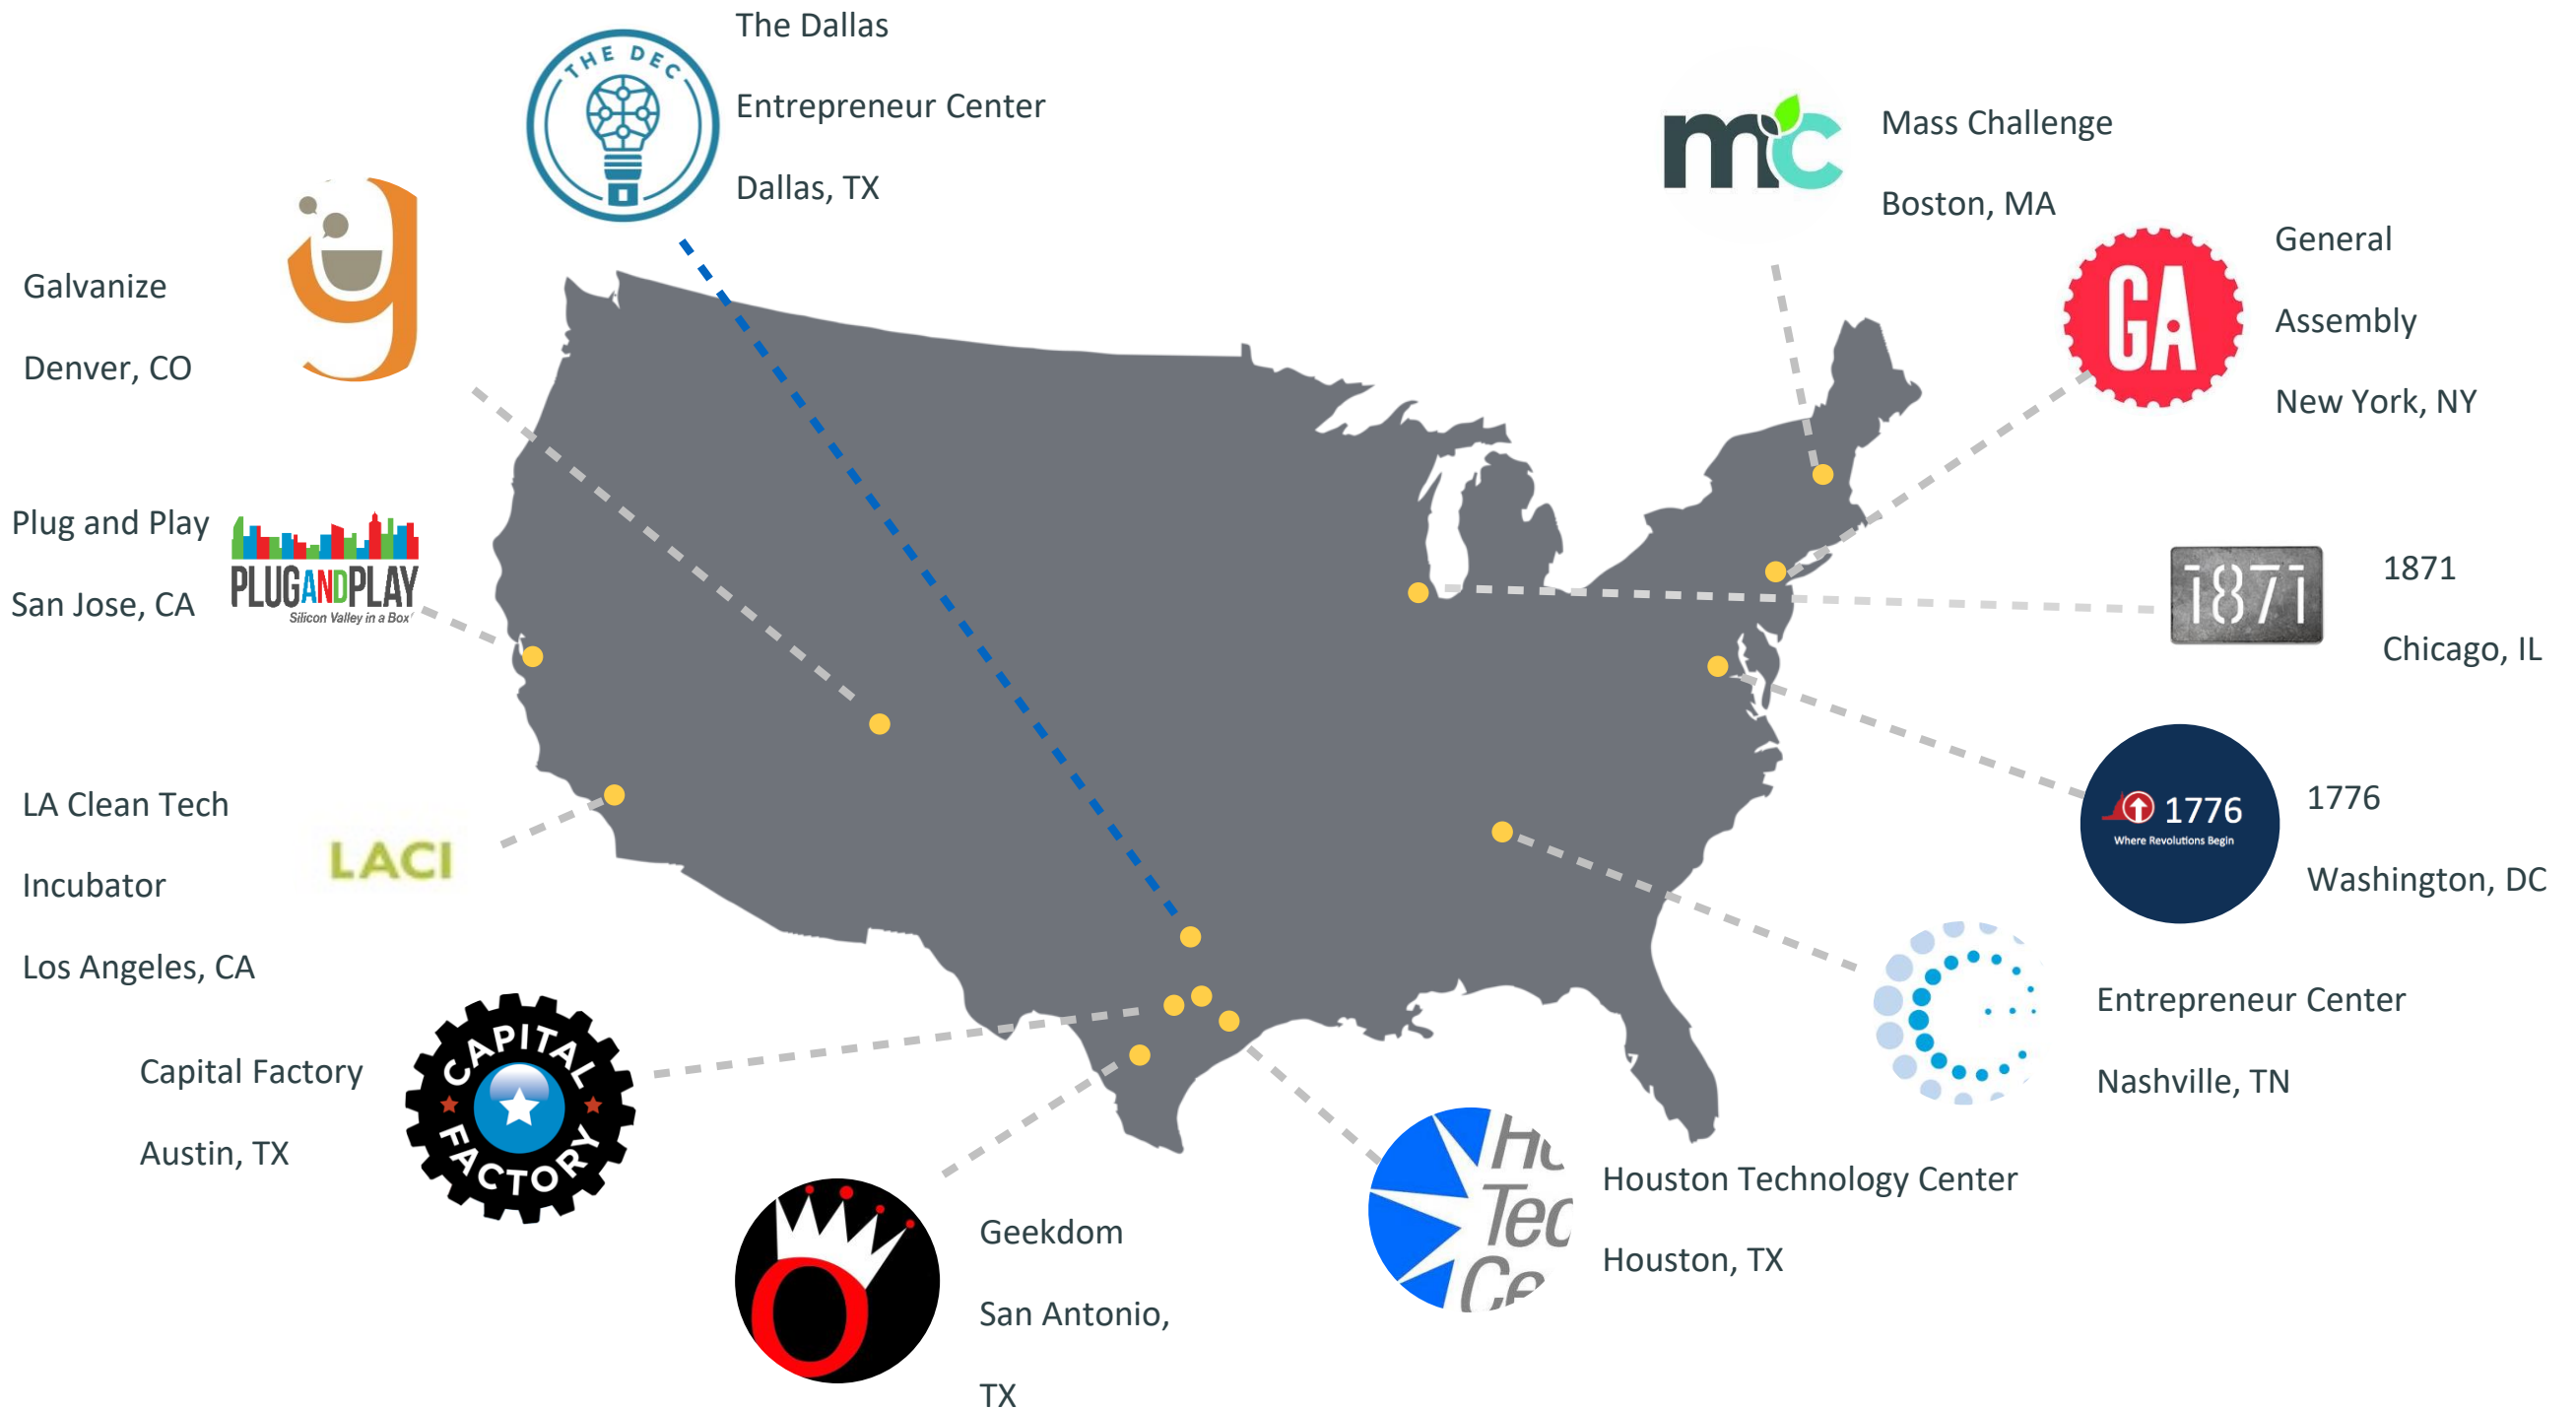 The Dallas
Entrepreneur Center
Dallas, TX
THE DEC
Mass Challenge
Boston, MA
mc
General
Assembly
New York, NY
GA
Galvanize
Denver, CO
g
Plug and Play
San Jose, CA
PLUGANDPLAY
Silicon Valley in a Box
1871
1871
Chicago, IL
LA Clean Tech
Incubator
Los Angeles, CA
LACI
1776
Where Revolutions Begin
1776
Washington, DC
Entrepreneur Center
Nashville, TN
Capital Factory
Austin, TX
CAPITAL
FACTORY
Geekdom
San Antonio,
TX
Houston Technology Center
Houston, TX
Tec
Ce